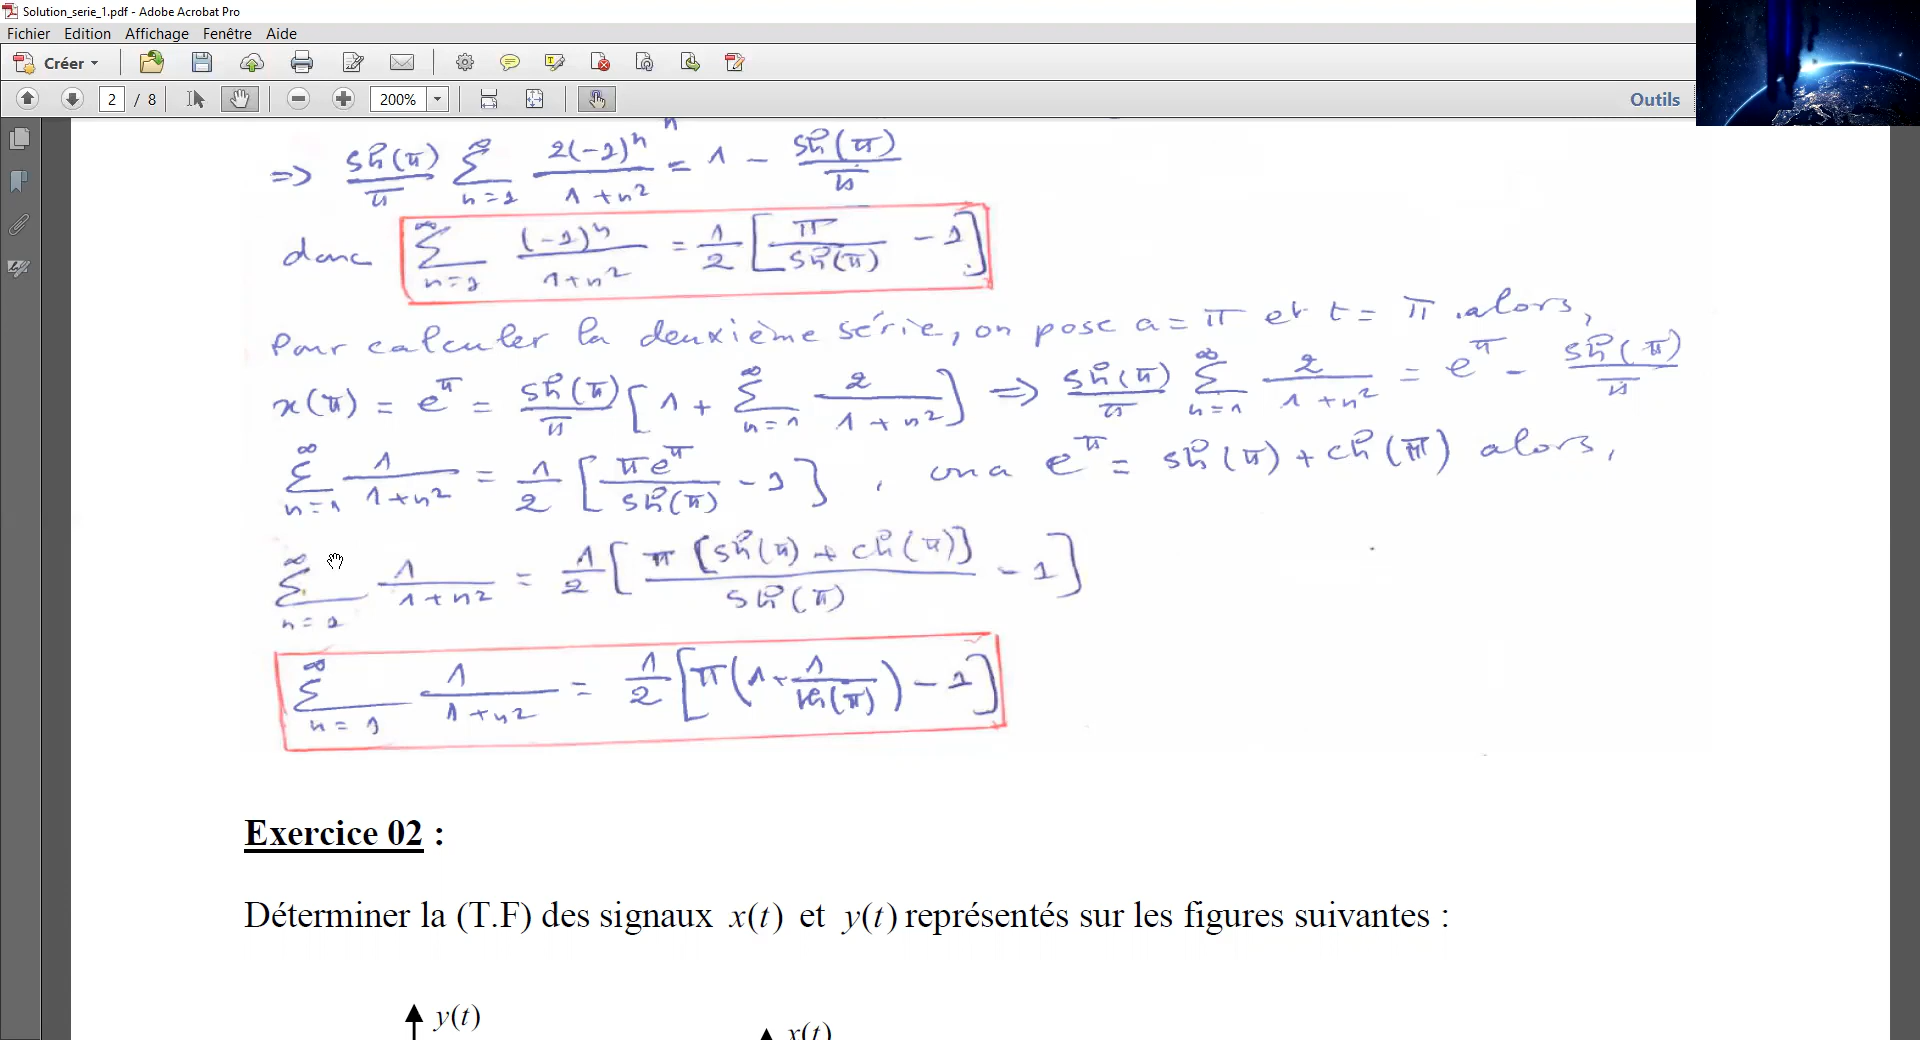 Solution_serie_1.pdf - Adobe Acrobat Pro
Fichier Edition Affichage Fenêtre Aide
Créer
2 / 8 200% Outils
n
=> sh(π)/π ∑_{n=1}^{∞} 2(-1)^n/(1+n²) = 1 - sh(π)/π
donc ∑_{n=1}^{∞} (-1)^n/(1+n²) = 1/2 [π/sh(π) - 1]
Pour calculer la deuxième série, on pose a = π et t = π. alors,
x(π) = e^π = sh(π)/π [1 + ∑_{n=1}^{∞} 2/(1+n²)] => sh(π)/π ∑_{n=1}^{∞} 2/(1+n²) = e^π - sh(π)/π
∑_{n=1}^{∞} 1/(1+n²) = 1/2 [πe^π/sh(π) - 1], on a e^π = sh(π) + ch(π) alors,
∑_{n=1}^{∞} 1/(1+n²) = 1/2 [π [sh(π) + ch(π)]/sh(π) - 1]
∑_{n=1}^{∞} 1/(1+n²) = 1/2 [π(1 + 1/th(π)) - 1]
Exercice 02 :
Déterminer la (T.F) des signaux x(t) et y(t) représentés sur les figures suivantes :
y(t)
x(t)